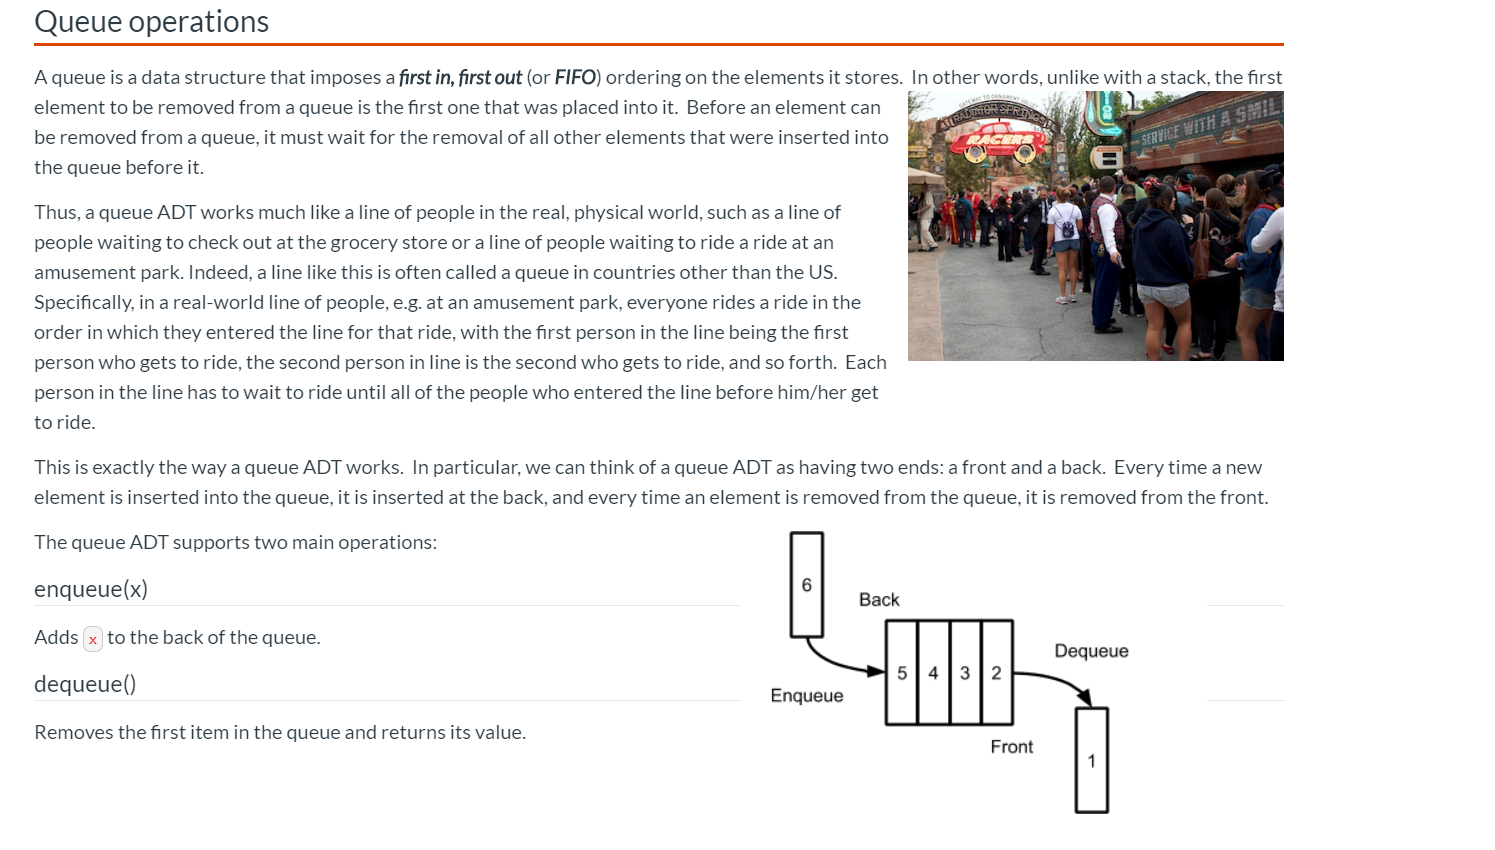 Queue operations
A queue is a data structure that imposes a first in, first out (or FIFO) ordering on the elements it stores. In other words, unlike with a stack, the first
element to be removed from a queue is the first one that was placed into it. Before an element can
be removed from a queue, it must wait for the removal of all other elements that were inserted into
the queue before it.
RADIATOR SPRINGS
RACERS
SERVICE WITH A SMIL
Thus, a queue ADT works much like a line of people in the real, physical world, such as a line of
people waiting to check out at the grocery store or a line of people waiting to ride a ride at an
amusement park. Indeed, a line like this is often called a queue in countries other than the US.
Specifically, in a real-world line of people, e.g. at an amusement park, everyone rides a ride in the
order in which they entered the line for that ride, with the first person in the line being the first
person who gets to ride, the second person in line is the second who gets to ride, and so forth. Each
person in the line has to wait to ride until all of the people who entered the line before him/her get
to ride.
This is exactly the way a queue ADT works. In particular, we can think of a queue ADT as having two ends: a front and a back. Every time a new
element is inserted into the queue, it is inserted at the back, and every time an element is removed from the queue, it is removed from the front.
The queue ADT supports two main operations:
enqueue(x)
Adds x to the back of the queue.
dequeue()
Removes the first item in the queue and returns its value.
6
Back
Dequeue
5 4 3 2
Enqueue
Front
1